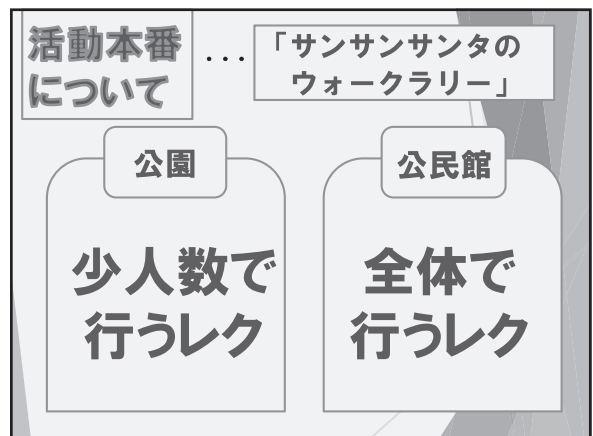 活動本番
について
...
「サンサンサンタの
ウォークラリー」
公園
少人数で
行うレク
公民館
全体で
行うレク